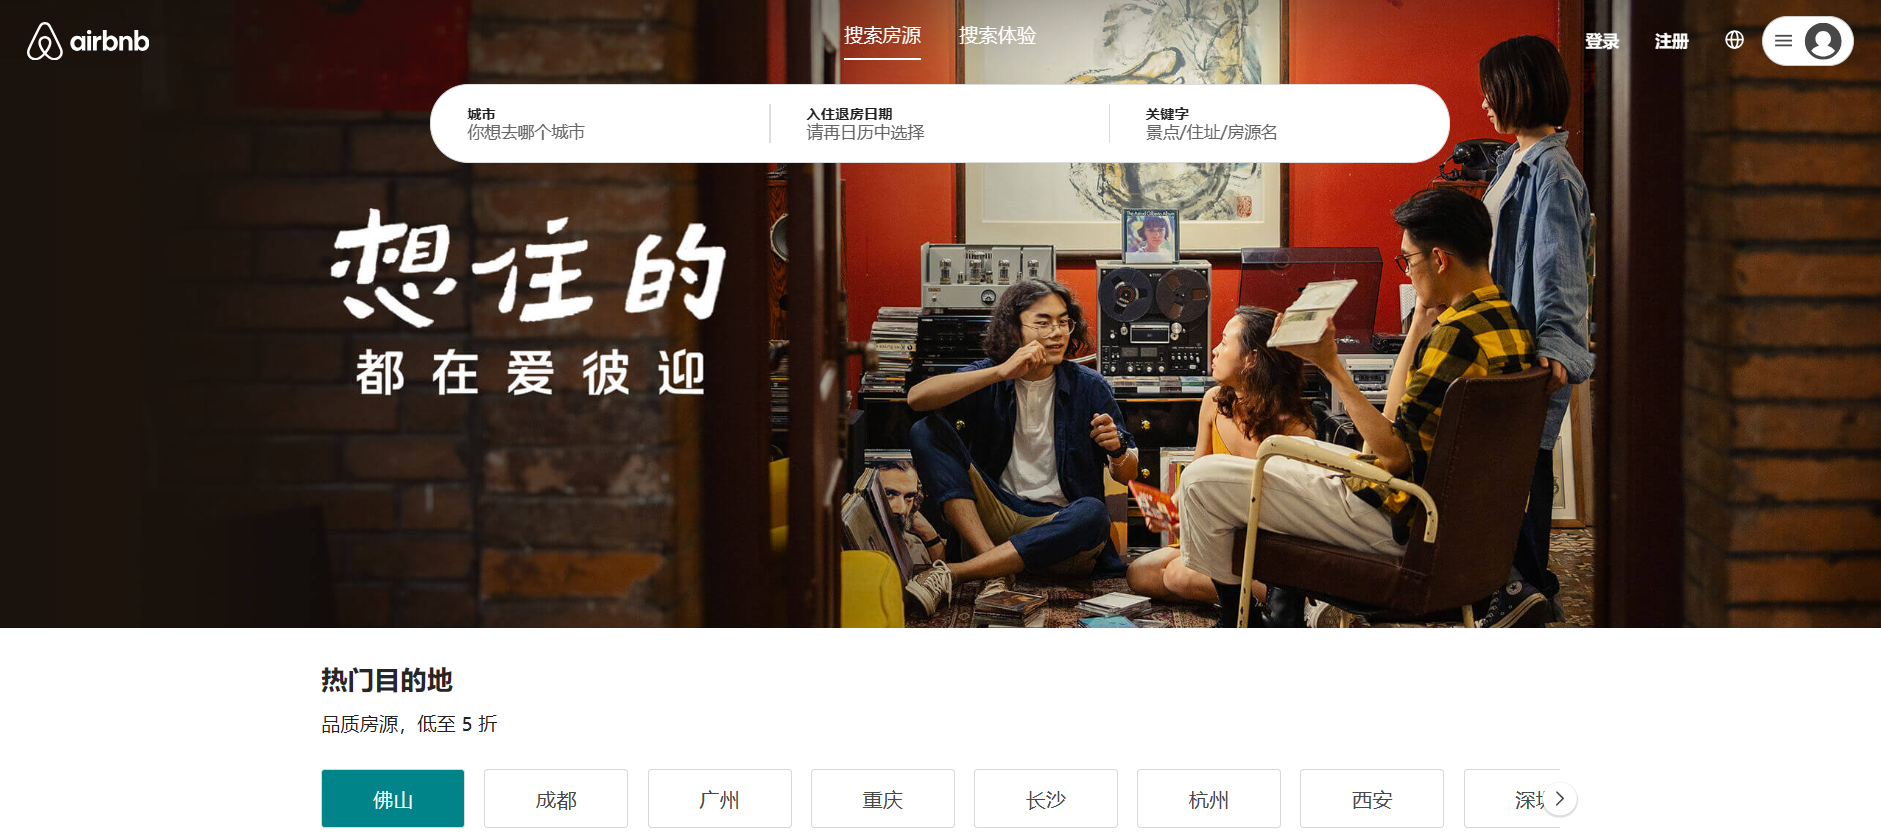 airbnb
搜索房源
搜索体验
登录
注册
城市
你想去哪个城市
入住退房日期
请再日历中选择
关键字
景点/住址/房源名
想住的
都在爱彼迎
热门目的地
品质房源，低至 5 折
佛山
成都
广州
重庆
长沙
杭州
西安
深